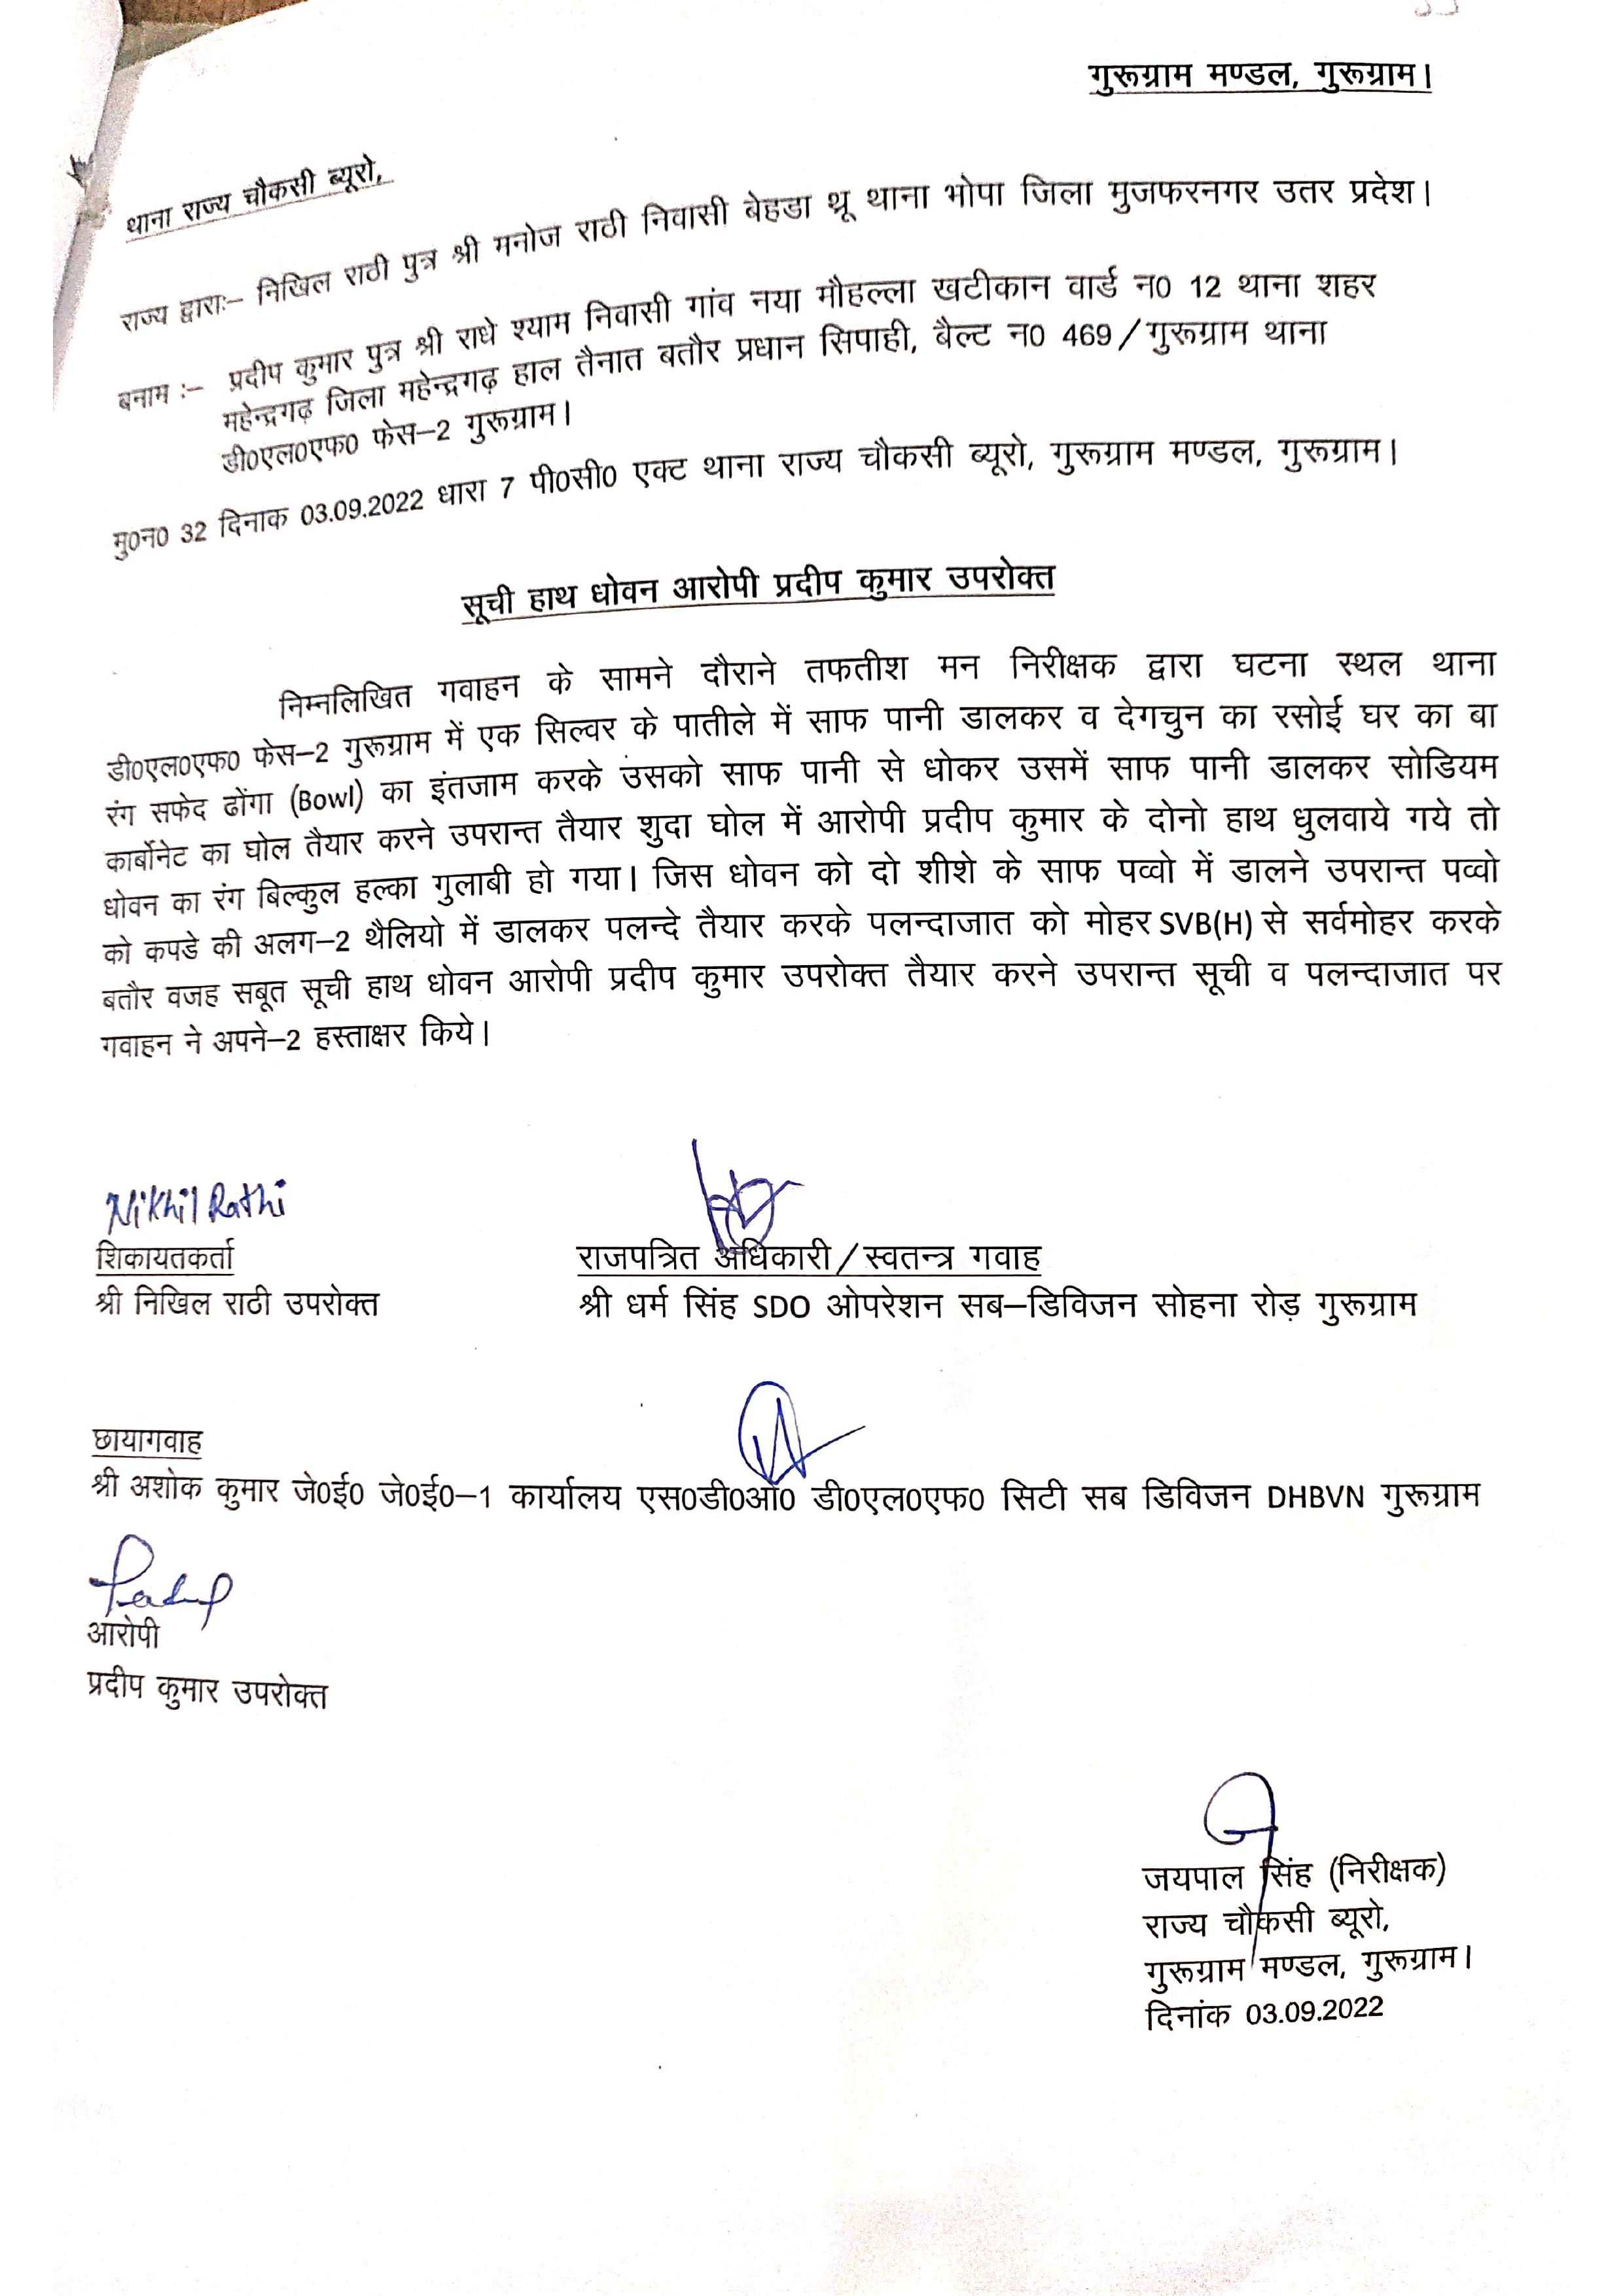 गुरूग्राम मण्डल, गुरूग्राम।
थाना राज्य चौकसी ब्यूरो,
राज्य द्वाराः– निखिल राठी पुत्र श्री मनोज राठी निवासी बेहडा थ्रू थाना भोपा जिला मुजफरनगर उतर प्रदेश।
बनाम :– प्रदीप कुमार पुत्र श्री राधे श्याम निवासी गांव नया मौहल्ला खटीकान वार्ड न0 12 थाना शहर
महेन्द्रगढ़ जिला महेन्द्रगढ़ हाल तैनात बतौर प्रधान सिपाही, बैल्ट न0 469/गुरूग्राम थाना
डी0एल0एफ0 फेस–2 गुरूग्राम।
मु0न0 32 दिनाक 03.09.2022 धारा 7 पी0सी0 एक्ट थाना राज्य चौकसी ब्यूरो, गुरूग्राम मण्डल, गुरूग्राम।
सूची हाथ धोवन आरोपी प्रदीप कुमार उपरोक्त
निम्नलिखित गवाहन के सामने दौराने तफतीश मन निरीक्षक द्वारा घटना स्थल थाना
डी0एल0एफ0 फेस–2 गुरूग्राम में एक सिल्वर के पातीले में साफ पानी डालकर व देगचुन का रसोई घर का बा
रंग सफेद ढोंगा (Bowl) का इंतजाम करके उसको साफ पानी से धोकर उसमें साफ पानी डालकर सोडियम
कार्बोनेट का घोल तैयार करने उपरान्त तैयार शुदा घोल में आरोपी प्रदीप कुमार के दोनो हाथ धुलवाये गये तो
धोवन का रंग बिल्कुल हल्का गुलाबी हो गया। जिस धोवन को दो शीशे के साफ पव्वो में डालने उपरान्त पव्वो
को कपडे की अलग–2 थैलियो में डालकर पलन्दे तैयार करके पलन्दाजात को मोहर SVB(H) से सर्वमोहर करके
बतौर वजह सबूत सूची हाथ धोवन आरोपी प्रदीप कुमार उपरोक्त तैयार करने उपरान्त सूची व पलन्दाजात पर
गवाहन ने अपने–2 हस्ताक्षर किये।
Nikhil Rathi
शिकायतकर्ता राजपत्रित अधिकारी/स्वतन्त्र गवाह
श्री निखिल राठी उपरोक्त श्री धर्म सिंह SDO ओपरेशन सब–डिविजन सोहना रोड़ गुरूग्राम
छायागवाह
श्री अशोक कुमार जे0ई0 जे0ई0–1 कार्यालय एस0डी0ओ0 डी0एल0एफ0 सिटी सब डिविजन DHBVN गुरूग्राम
आरोपी
प्रदीप कुमार उपरोक्त
जयपाल सिंह (निरीक्षक)
राज्य चौकसी ब्यूरो,
गुरूग्राम मण्डल, गुरूग्राम।
दिनांक 03.09.2022